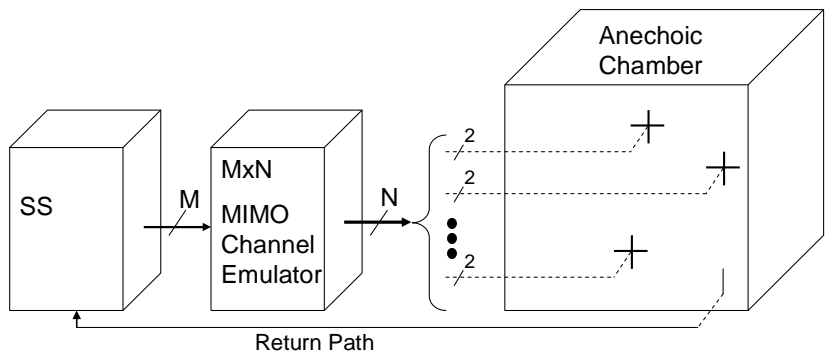 Anechoic
Chamber
SS
M
MxN
MIMO
Channel
Emulator
N
2
2
2
Return Path